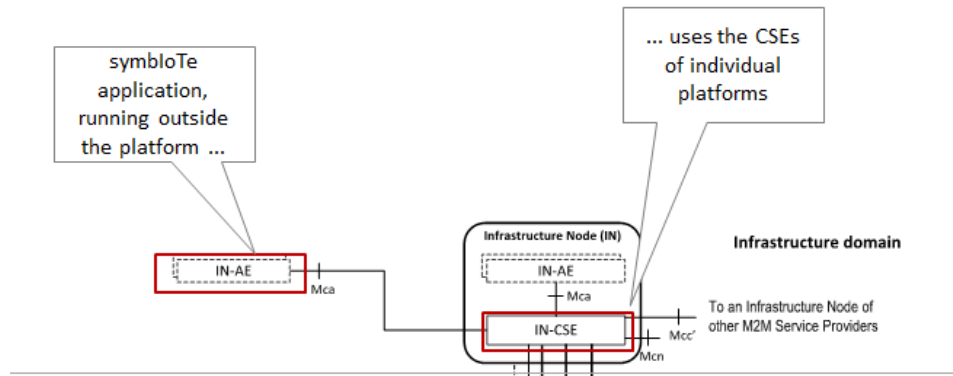 symbIoTe
application,
running outside
the platform ...
... uses the CSEs
of individual
platforms
Infrastructure Node (IN)
Infrastructure domain
IN-AE
IN-AE
Mca
Mca
To an Infrastructure Node of
other M2M Service Providers
IN-CSE
Mcc'
Mcn